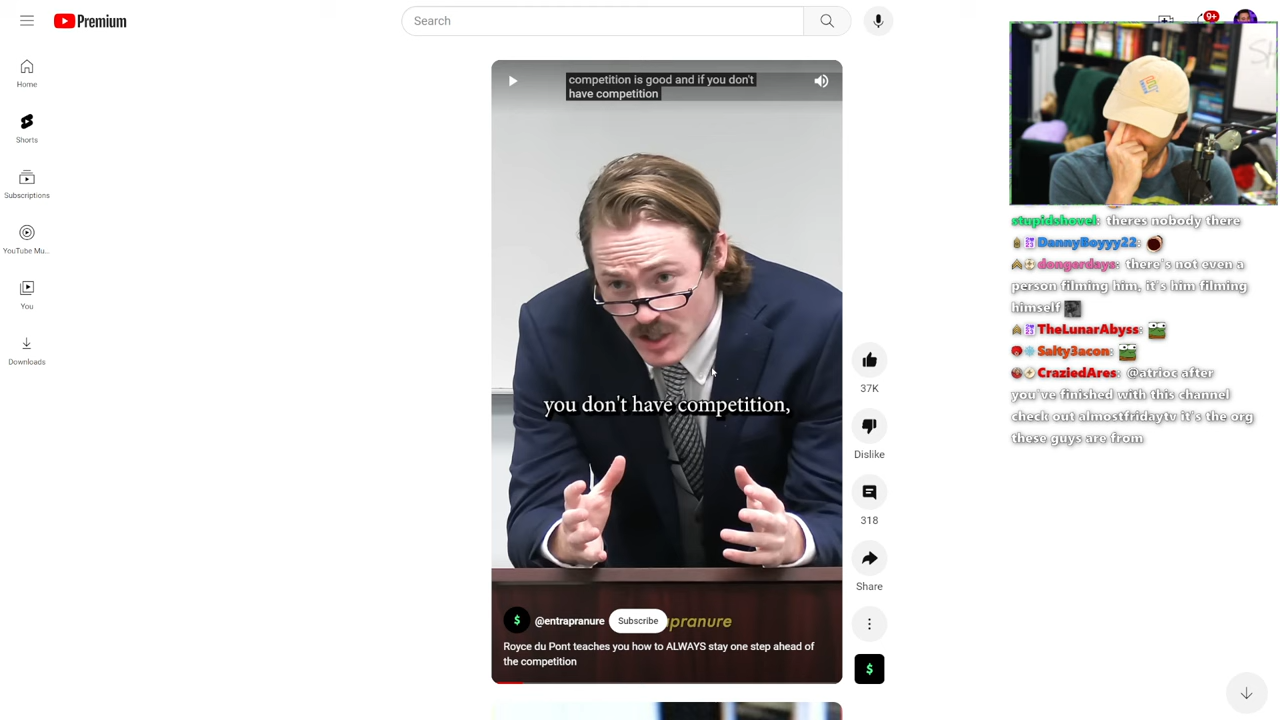 Premium
Search
9+
Home
Shorts
Subscriptions
YouTube Mu...
You
Downloads
competition is good and if you don't
have competition
you don't have competition,
37K
Dislike
318
Share
$ @entrapranure Subscribe apranure
Royce du Pont teaches you how to ALWAYS stay one step ahead of
the competition
$
stupidshovel: theres nobody there
DannyBoyyy22:
dongerdays: there's not even a
person filming him, it's him filming
himself
TheLunarAbyss:
Salty3acon:
CraziedAres: @atrioc after
you've finished with this channel
check out almostfridaytv it's the org
these guys are from